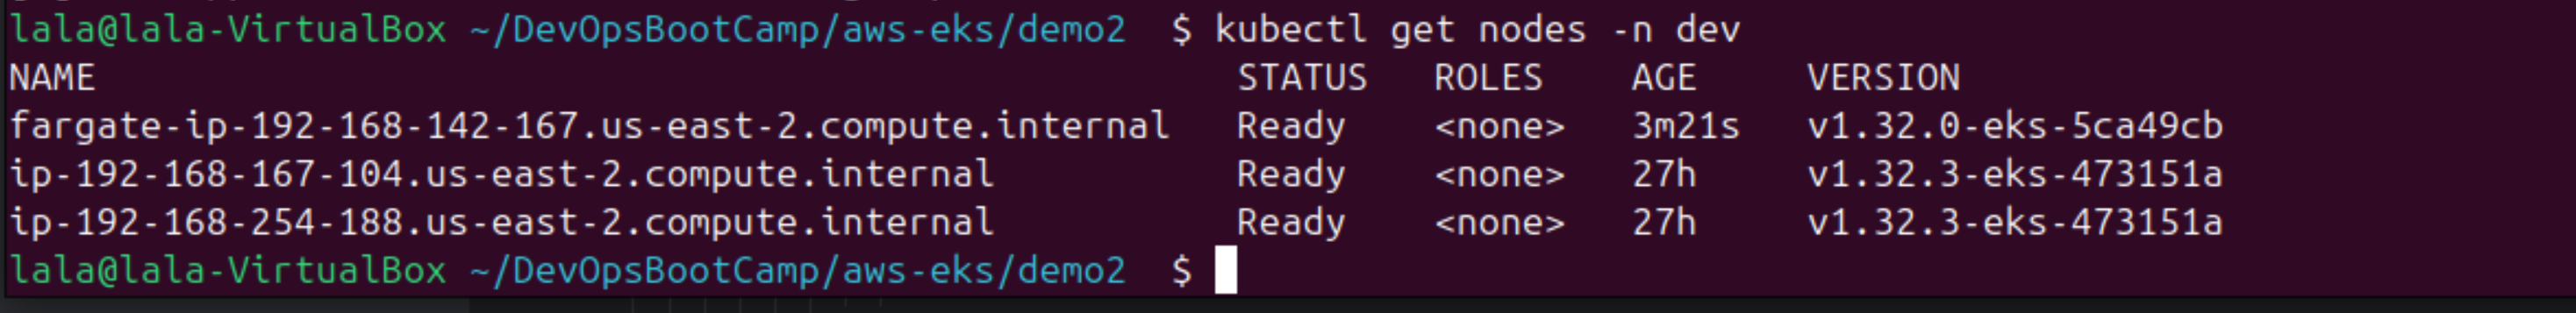 lala@lala-VirtualBox ~/DevOpsBootCamp/aws-eks/demo2  $ kubectl get nodes -n dev
NAME                                                STATUS   ROLES    AGE     VERSION
fargate-ip-192-168-142-167.us-east-2.compute.internal   Ready    <none>   3m21s   v1.32.0-eks-5ca49cb
ip-192-168-167-104.us-east-2.compute.internal           Ready    <none>   27h     v1.32.3-eks-473151a
ip-192-168-254-188.us-east-2.compute.internal           Ready    <none>   27h     v1.32.3-eks-473151a
lala@lala-VirtualBox ~/DevOpsBootCamp/aws-eks/demo2  $